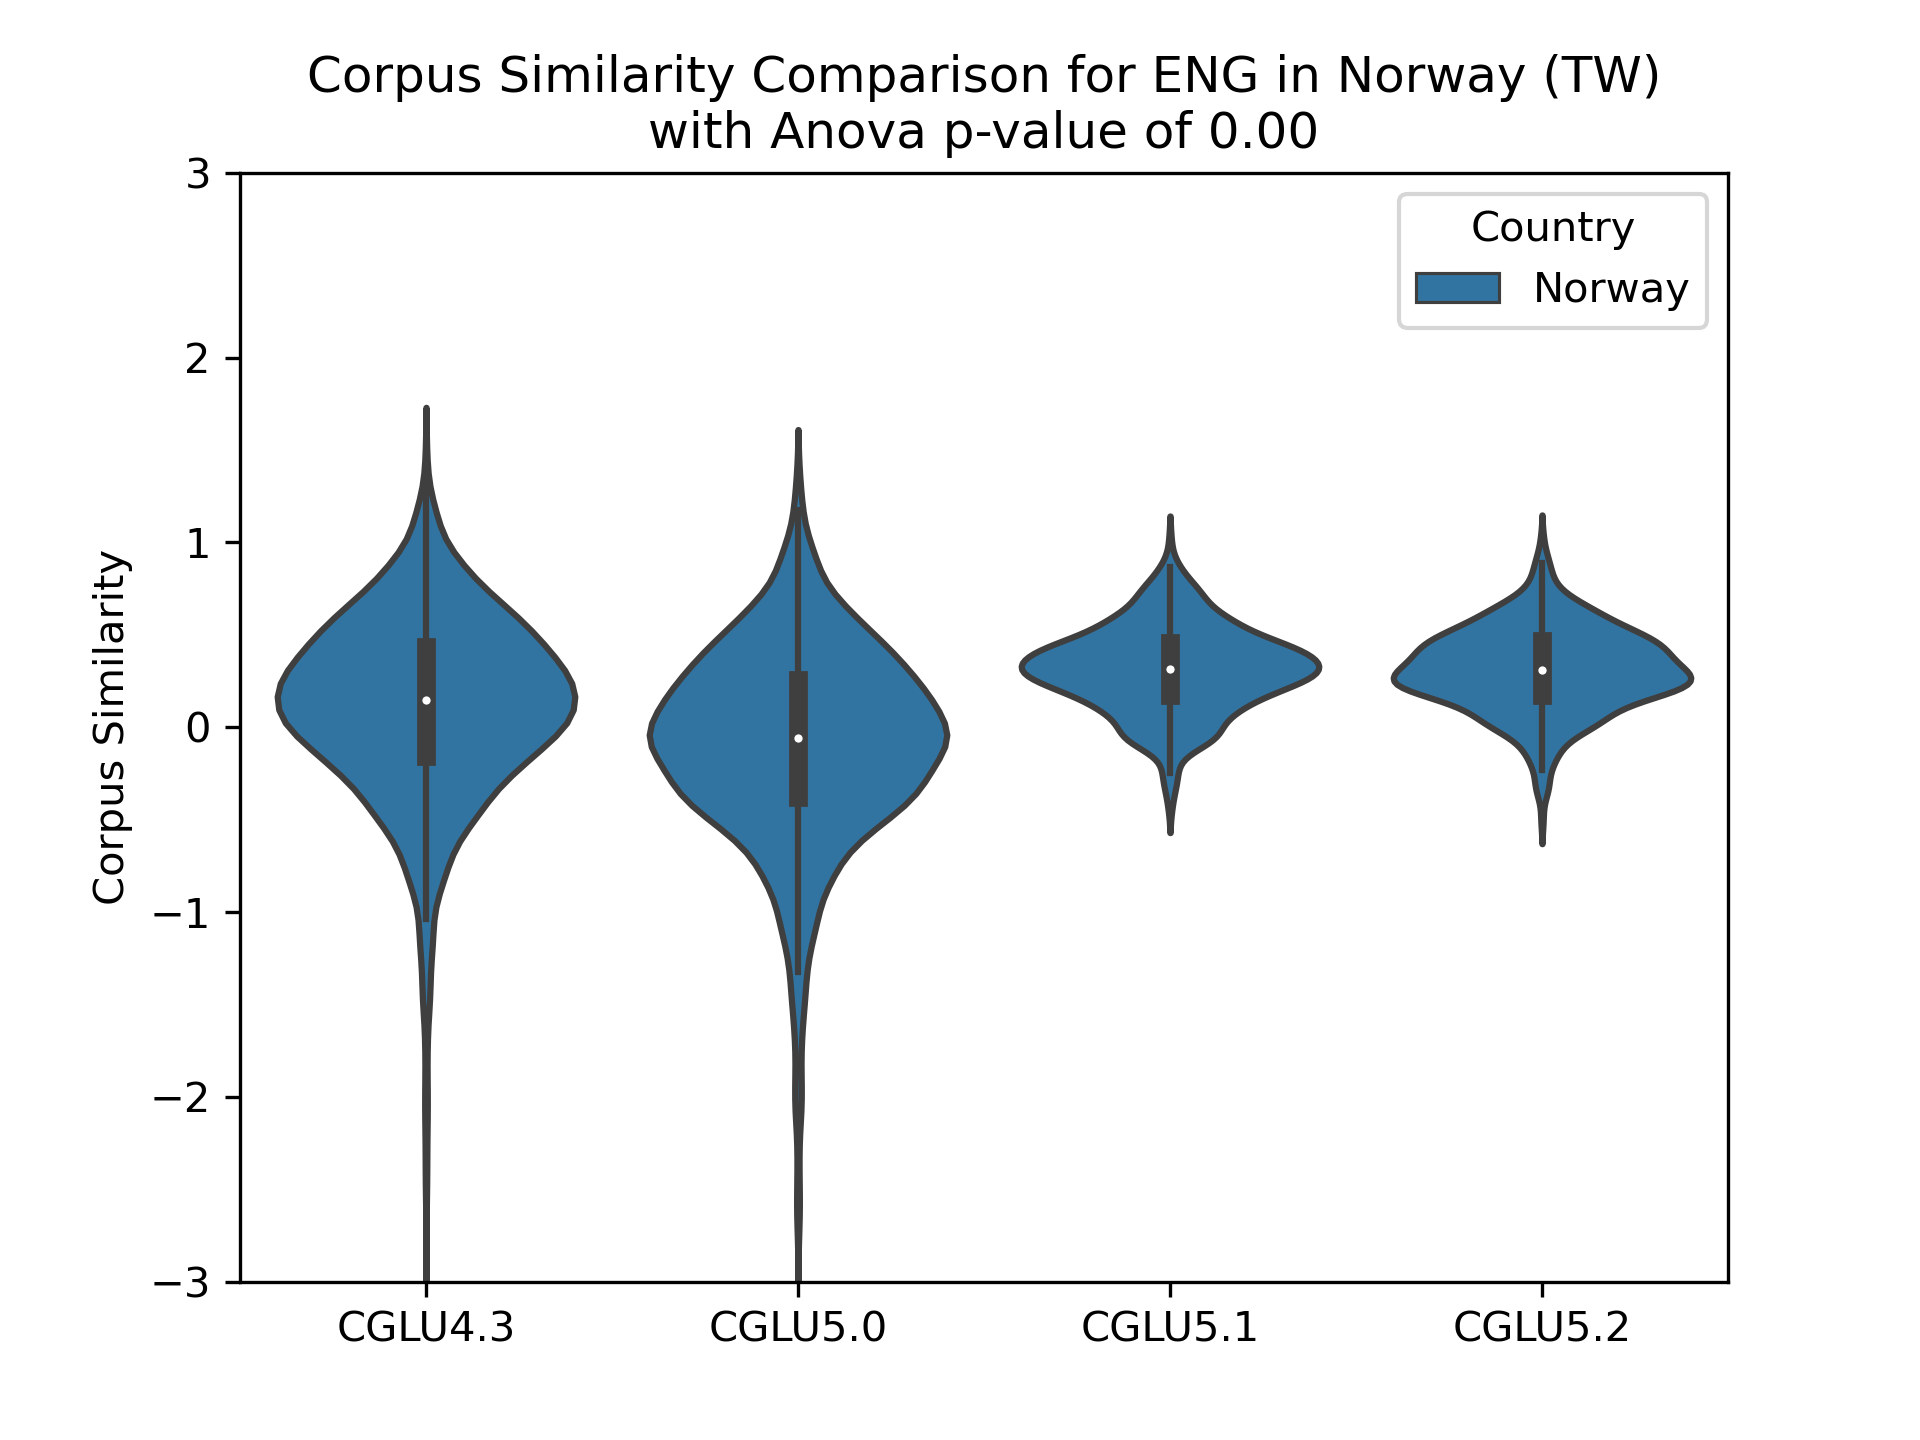 Corpus Similarity Comparison for ENG in Norway (TW)
with Anova p-value of 0.00
Country
Norway
Corpus Similarity
3
2
1
0
−1
−2
−3
CGLU4.3
CGLU5.0
CGLU5.1
CGLU5.2